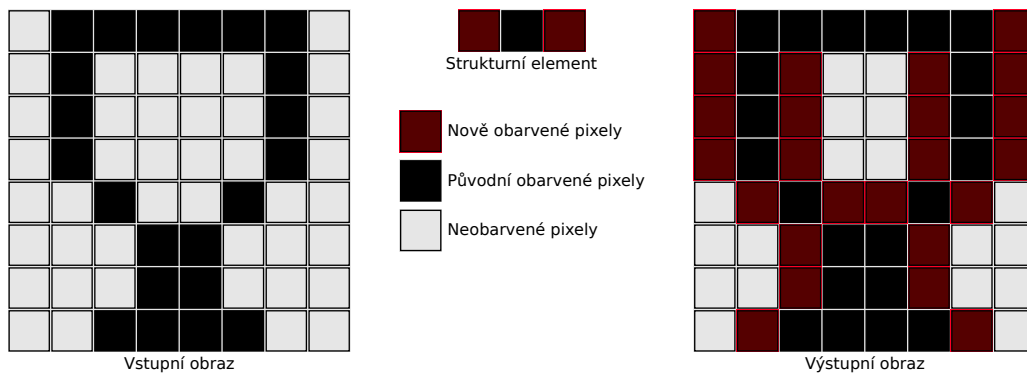 Strukturní element
Nově obarvené pixely
Původní obarvené pixely
Neobarvené pixely
Vstupní obraz
Výstupní obraz